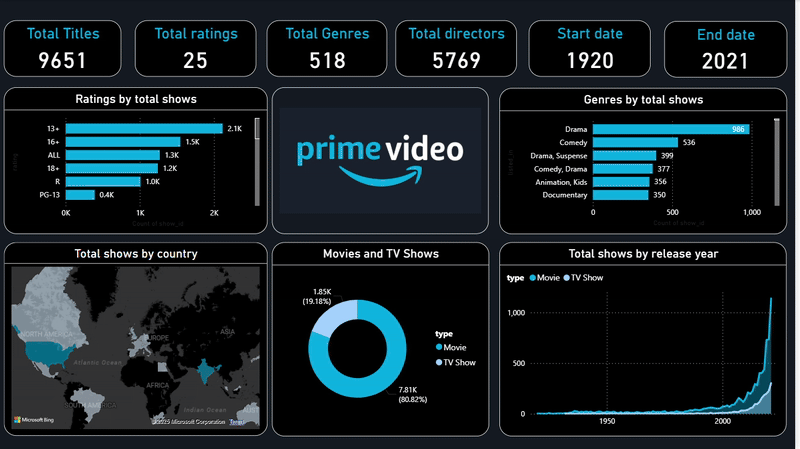 Total Titles
9651
Total ratings
25
Total Genres
518
Total directors
5769
Start date
1920
End date
2021
Ratings by total shows
13+
2.1K
16+
1.5K
ALL
1.3K
18+
1.2K
R
1.0K
PG-13
0.4K
0K
1K
2K
Count of show_id
rating
prime video
Genres by total shows
Drama
986
Comedy
536
Drama, Suspense
399
Comedy, Drama
377
Animation, Kids
356
Documentary
350
0
500
1,000
Count of show_id
Total shows by country
NORTH AMERICA
EUROPE
ASIA
Atlantic Ocean
AFRICA
SOUTH AMERICA
Indian Ocean
Microsoft Bing
©2025 Microsoft Corporation
Terms
Movies and TV Shows
1.85K
(19.18%)
7.81K
(80.82%)
type
Movie
TV Show
Total shows by release year
type Movie TV Show
1,000
500
0
1950
2000